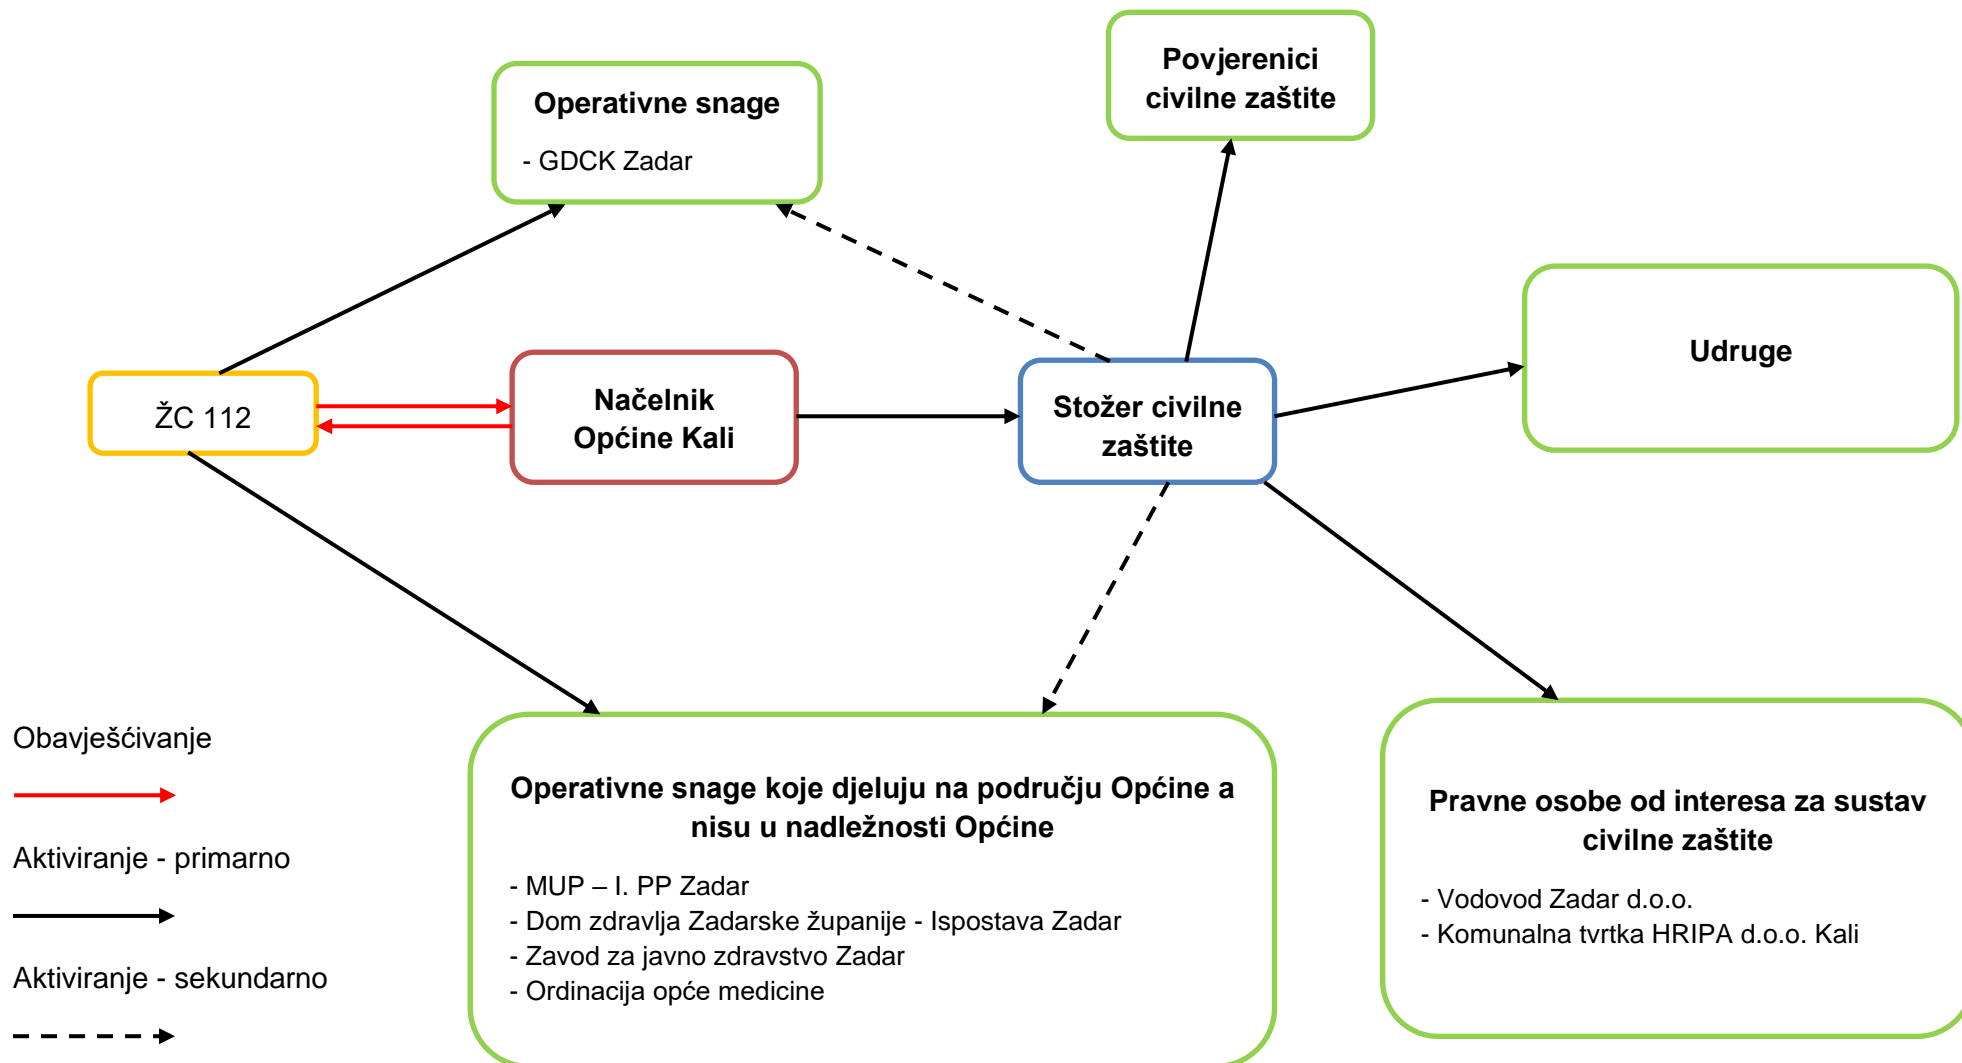 Povjerenici
civilne zaštite
Operativne snage
- GDCK Zadar
Udruge
ŽC 112
Načelnik
Općine Kali
Stožer civilne
zaštite
Obavješćivanje
Aktiviranje - primarno
Aktiviranje - sekundarno
Operativne snage koje djeluju na području Općine a
nisu u nadležnosti Općine
- MUP – I. PP Zadar
- Dom zdravlja Zadarske županije - Ispostava Zadar
- Zavod za javno zdravstvo Zadar
- Ordinacija opće medicine
Pravne osobe od interesa za sustav
civilne zaštite
- Vodovod Zadar d.o.o.
- Komunalna tvrtka HRIPA d.o.o. Kali